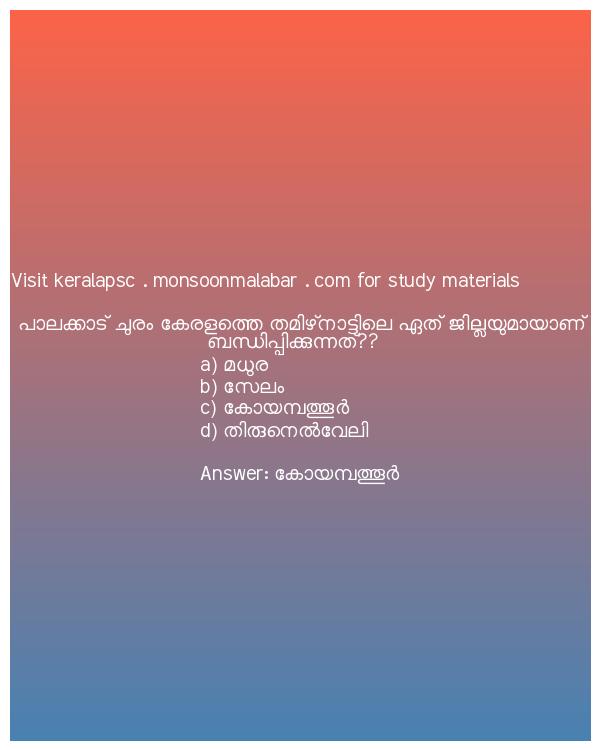 Visit keralapsc . monsoonmalabar . com for study materials
പാലക്കാട് ചുരം കേരളത്തെ തമിഴ്നാട്ടിലെ ഏത് ജില്ലയുമായാണ്
ബന്ധിപ്പിക്കുന്നത്??
a) മധുര
b) സേലം
c) കോയമ്പത്തൂർ
d) തിരുനെൽവേലി
Answer: കോയമ്പത്തൂർ